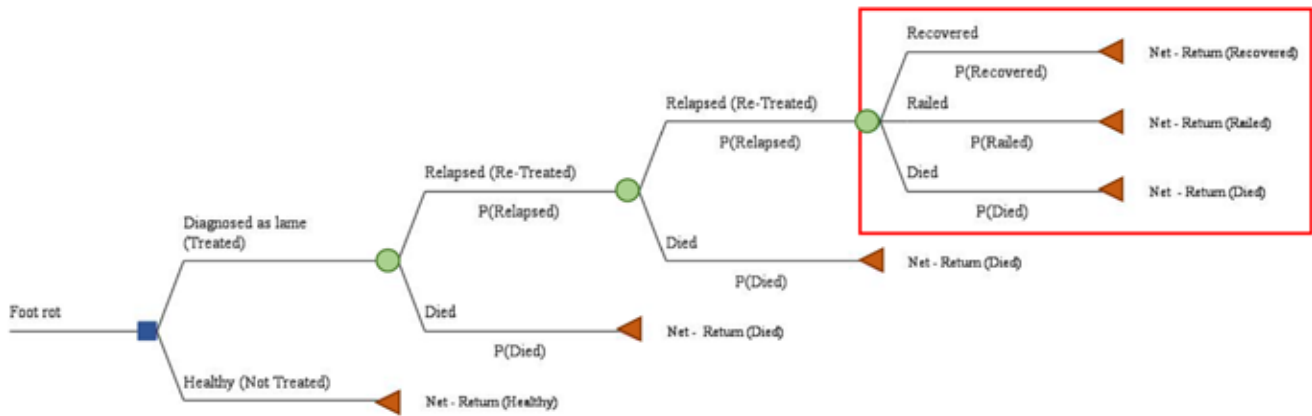 Recovered
Net - Return (Recovered)
P(Recovered)
Relapsed (Re-Treated)
Railed
Net - Return (Railed)
P(Relapsed)
P(Railed)
Relapsed (Re-Treated)
Died
Net - Return (Died)
P(Relapsed)
P(Died)
Diagnosed as lame
(Treated)
Died
Net - Return (Died)
P(Died)
Foot rot
Died
Net - Return (Died)
P(Died)
Healthy (Not Treated)
Net - Return (Healthy)